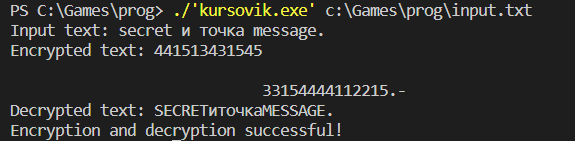 PS C:\Games\prog> ./'kursovik.exe' c:\Games\prog\input.txt
Input text: secret и точка message.
Encrypted text: 441513431545
33154444112215.-
Decrypted text: SECRETиточкаMESSAGE.
Encryption and decryption successful!